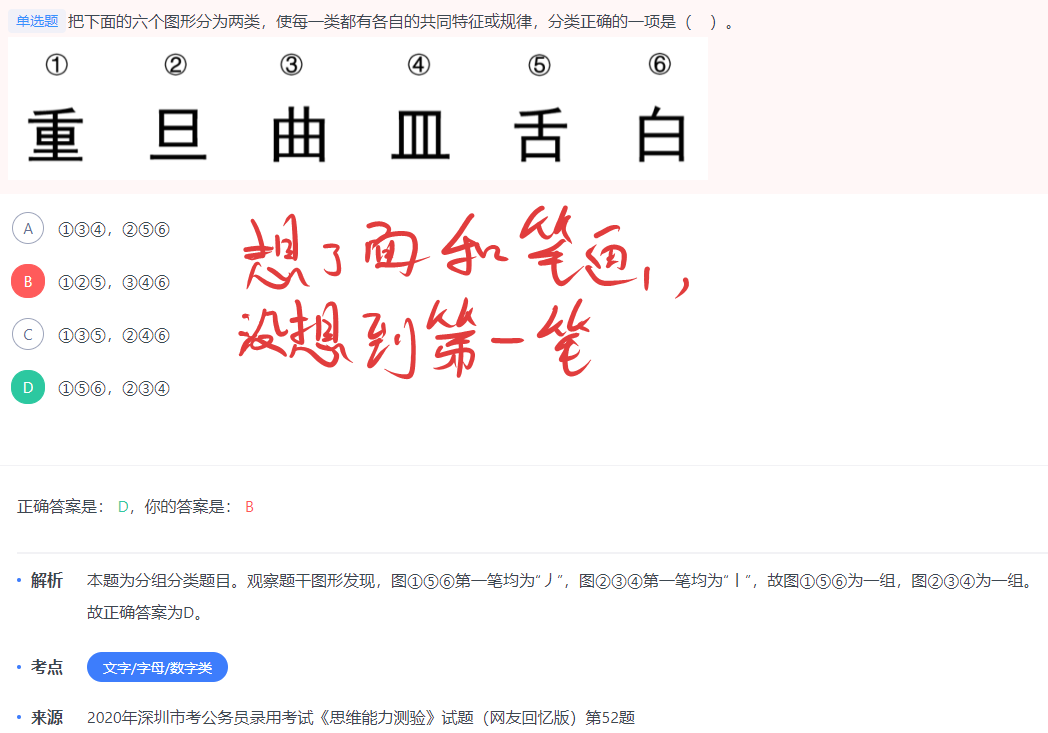 单选题 把下面的六个图形分为两类，使每一类都有各自的共同特征或规律，分类正确的一项是（　）。
① ② ③ ④ ⑤ ⑥
重 旦 曲 皿 舌 白
A ①③④，②⑤⑥
B ①②⑤，③④⑥
C ①③⑤，②④⑥
D ①⑤⑥，②③④
想了面和笔画，
没想到第一笔
正确答案是： D，你的答案是： B
解析 本题为分组分类题目。观察题干图形发现，图①⑤⑥第一笔均为“丿”，图②③④第一笔均为“丨”，故图①⑤⑥为一组，图②③④为一组。
故正确答案为D。
考点 文字/字母/数字类
来源 2020年深圳市考公务员录用考试《思维能力测验》试题（网友回忆版）第52题